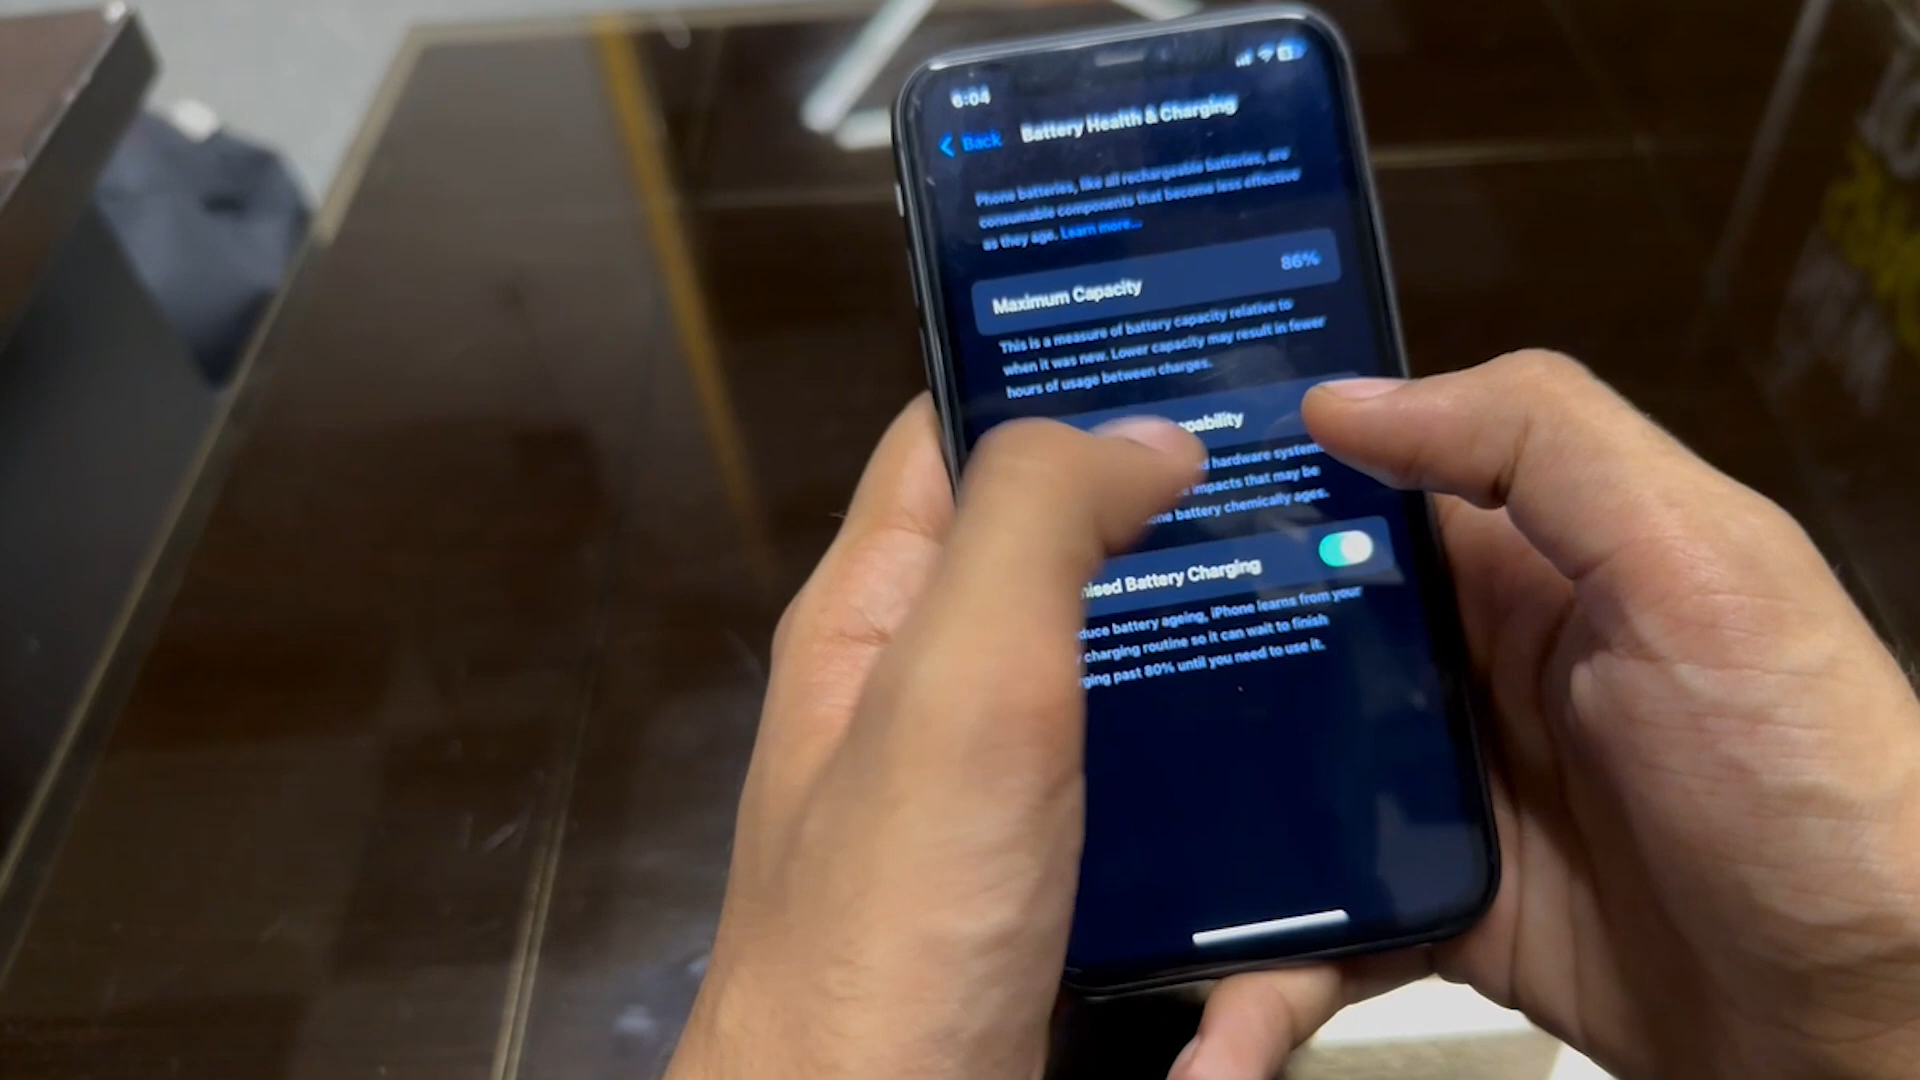 6:04
Back
Battery Health & Charging
Phone batteries, like all rechargeable batteries, are
consumable components that become less effective
as they age. Learn more...
Maximum Capacity 86%
This is a measure of battery capacity relative to
when it was new. Lower capacity may result in fewer
hours of usage between charges.
pability
hardware systems
impacts that may be
one battery chemically ages.
ised Battery Charging
duce battery ageing, iPhone learns from your
charging routine so it can wait to finish
ging past 80% until you need to use it.